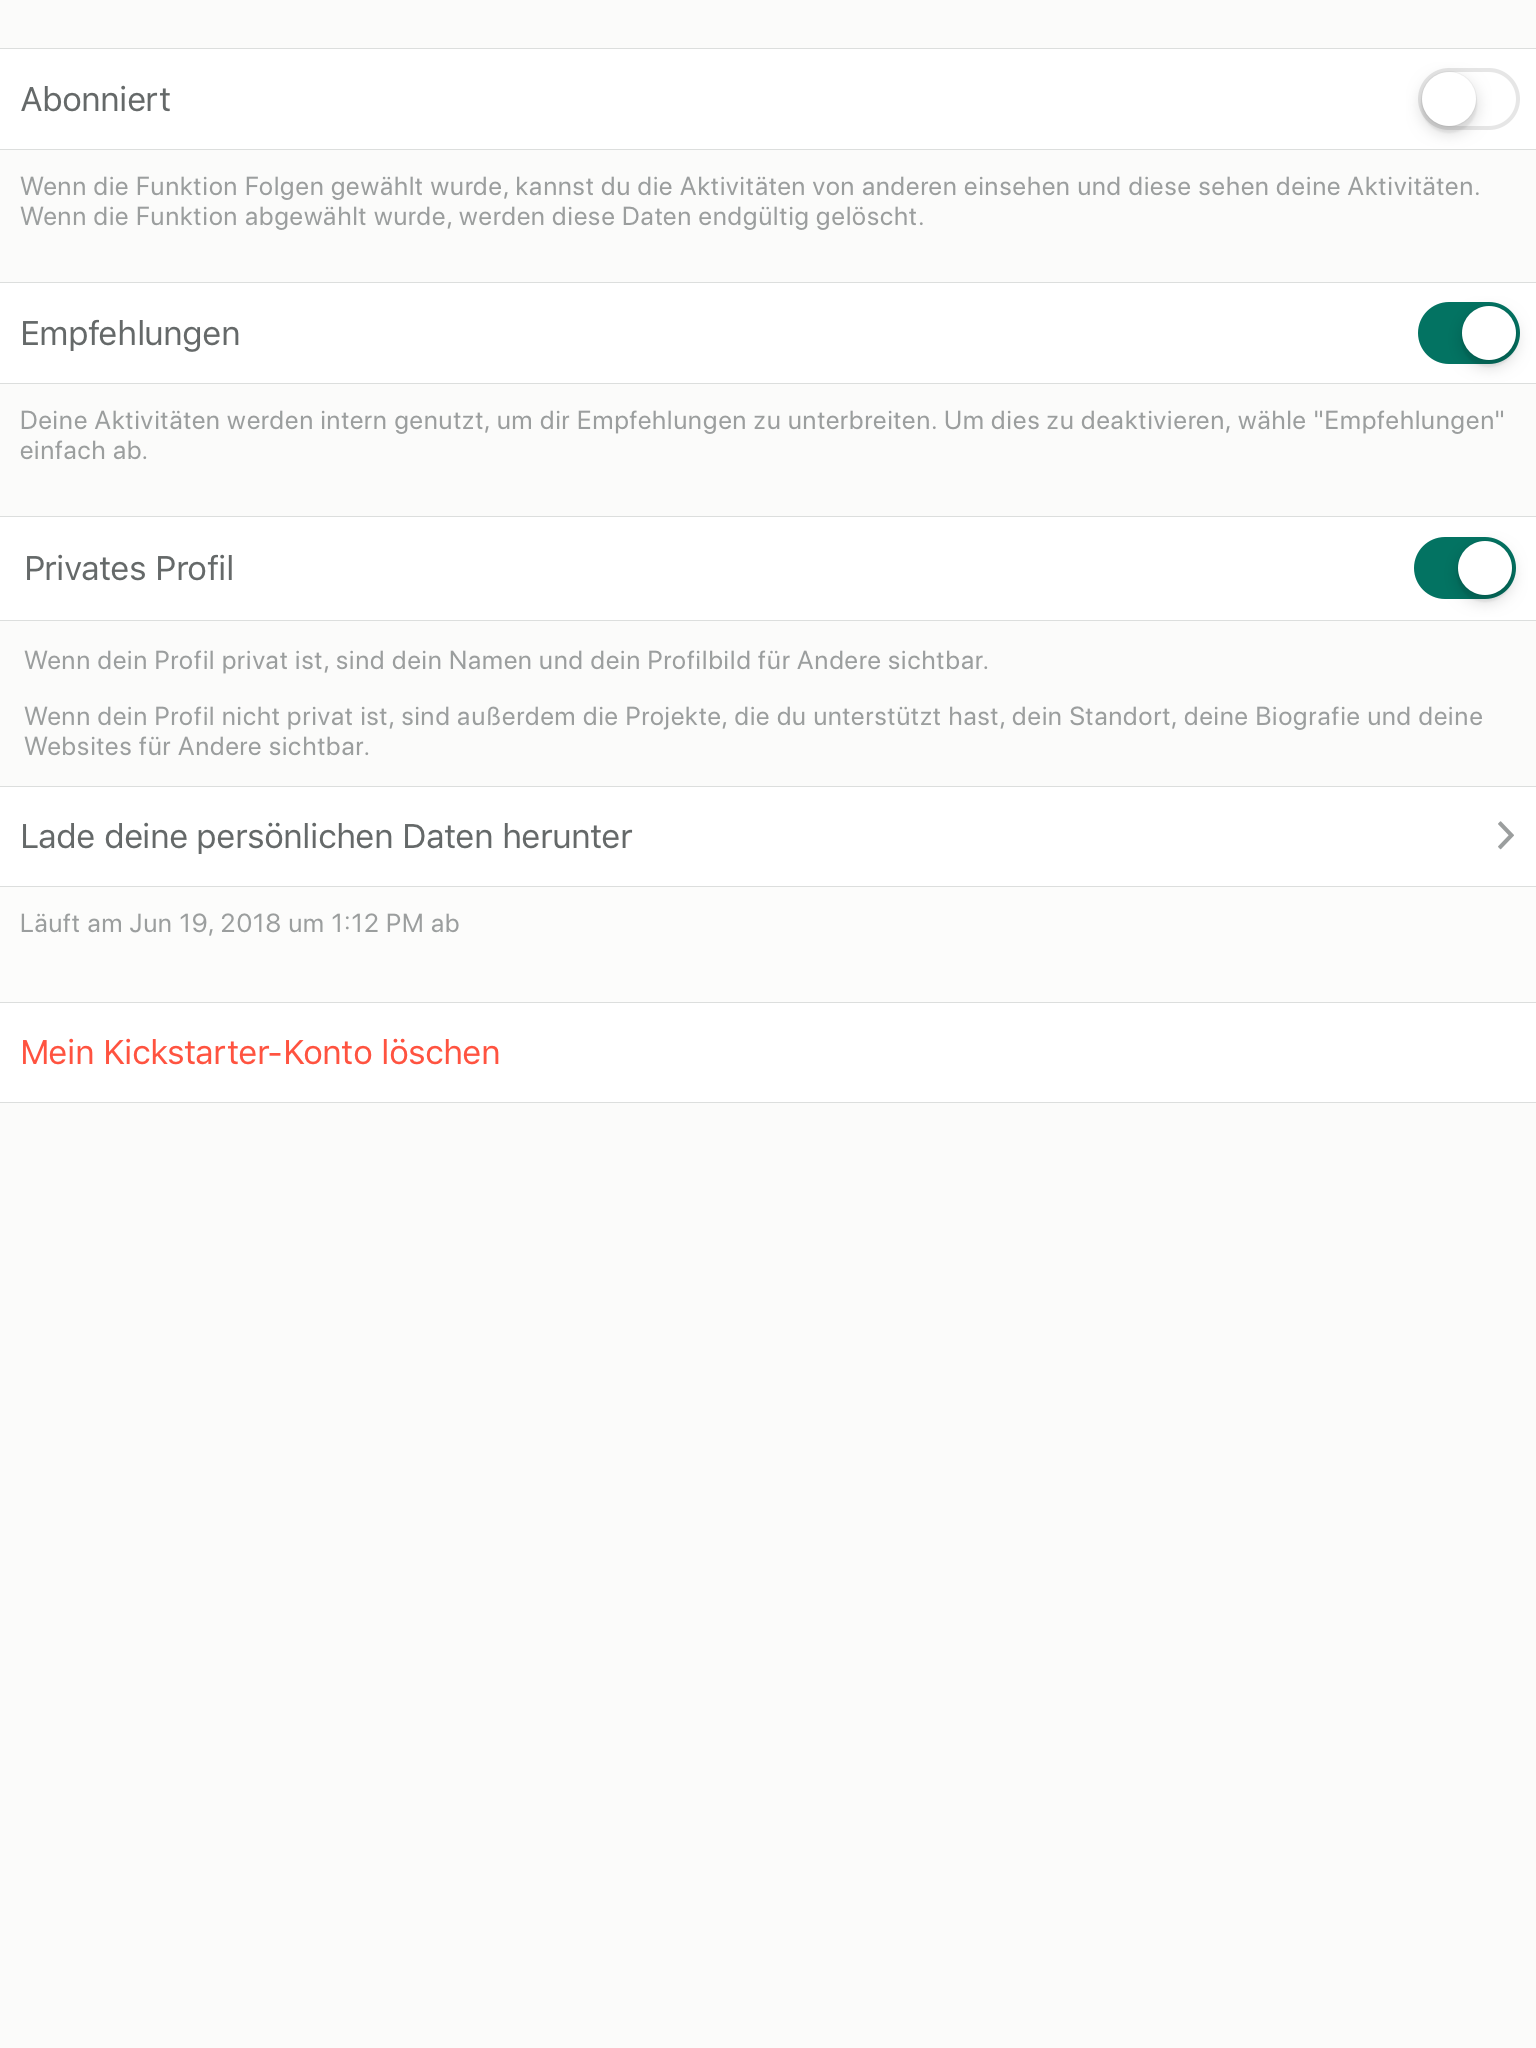 Abonniert
Wenn die Funktion Folgen gewählt wurde, kannst du die Aktivitäten von anderen einsehen und diese sehen deine Aktivitäten.
Wenn die Funktion abgewählt wurde, werden diese Daten endgültig gelöscht.
Empfehlungen
Deine Aktivitäten werden intern genutzt, um dir Empfehlungen zu unterbreiten. Um dies zu deaktivieren, wähle "Empfehlungen"
einfach ab.
Privates Profil
Wenn dein Profil privat ist, sind dein Namen und dein Profilbild für Andere sichtbar.
Wenn dein Profil nicht privat ist, sind außerdem die Projekte, die du unterstützt hast, dein Standort, deine Biografie und deine
Websites für Andere sichtbar.
Lade deine persönlichen Daten herunter
Läuft am Jun 19, 2018 um 1:12 PM ab
Mein Kickstarter-Konto löschen